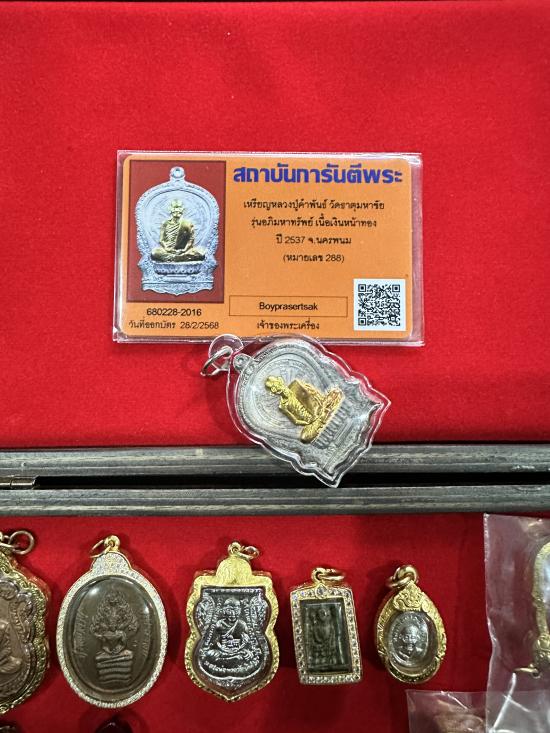 สถาบันการันตีพระ
เหรียญหลวงปู่คำพันธ์ วัดธาตุมหาชัย
รุ่นอภิมหาทรัพย์ เนื้อเงินหน้าทอง
ปี 2537 จ.นครพนม
(หมายเลข 288)
680228-2016
วันที่ออกบัตร 28/2/2568
Boyprasertsak
เจ้าของพระเครื่อง